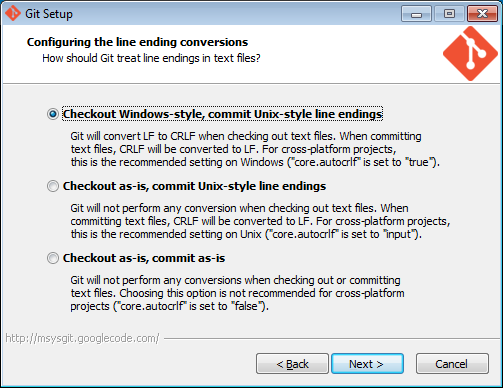 Git Setup
Configuring the line ending conversions
How should Git treat line endings in text files?
Checkout Windows-style, commit Unix-style line endings
Git will convert LF to CRLF when checking out text files. When committing
text files, CRLF will be converted to LF. For cross-platform projects,
this is the recommended setting on Windows ("core.autocrlf" is set to "true").
Checkout as-is, commit Unix-style line endings
Git will not perform any conversion when checking out text files. When
committing text files, CRLF will be converted to LF. For cross-platform projects,
this is the recommended setting on Unix ("core.autocrlf" is set to "input").
Checkout as-is, commit as-is
Git will not perform any conversions when checking out or committing
text files. Choosing this option is not recommended for cross-platform
projects ("core.autocrlf" is set to "false").
http://msysgit.googlecode.com/
< Back Next > Cancel